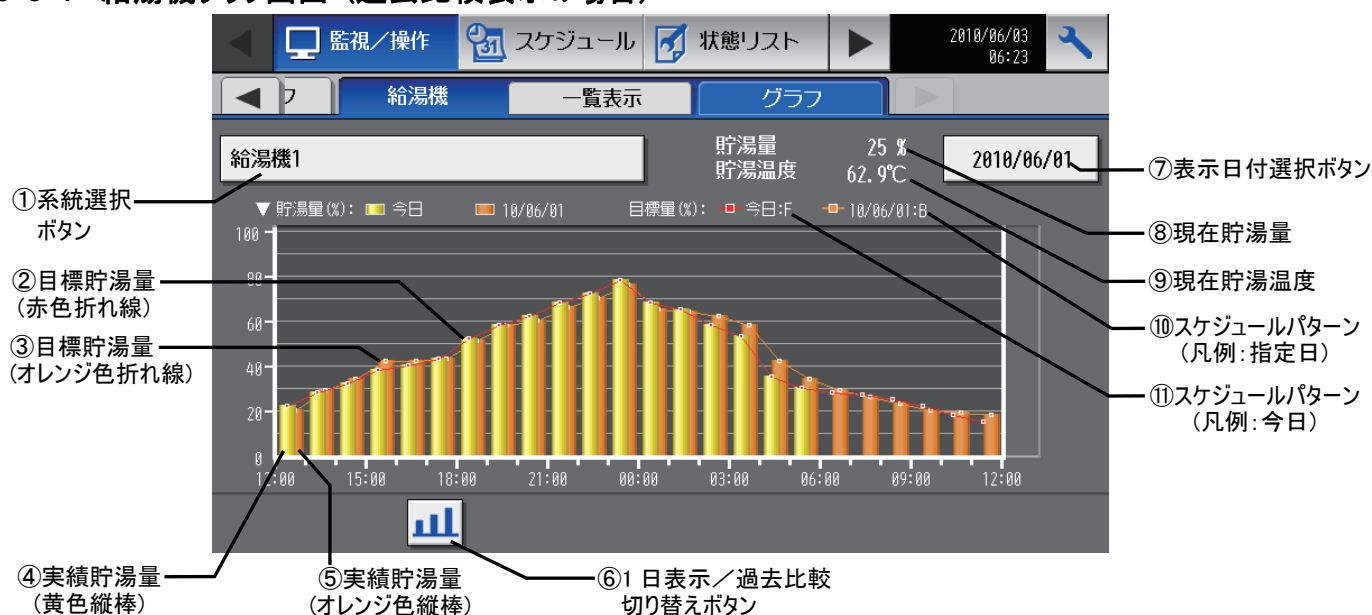 給湯機グラフ画面（過去比較表示の場合）
監視／操作
スケジュール
状態リスト
2010/06/03
06:23
31
フ
給湯機
一覧表示
グラフ
給湯機1
貯湯量 25 %
貯湯温度 62.9℃
2010/06/01
▼貯湯量(%): 今日 10/06/01 目標量(%): 今日:F 10/06/01:B
100
80
60
40
20
0
12:00 15:00 18:00 21:00 00:00 03:00 06:00 09:00 12:00
①系統選択
ボタン
②目標貯湯量
(赤色折れ線)
③目標貯湯量
(オレンジ色折れ線)
④実績貯湯量
(黄色縦棒)
⑤実績貯湯量
(オレンジ色縦棒)
⑥1日表示／過去比較
切り替えボタン
⑦表示日付選択ボタン
⑧現在貯湯量
⑨現在貯湯温度
⑩スケジュールパターン
(凡例:指定日)
⑪スケジュールパターン
(凡例:今日)